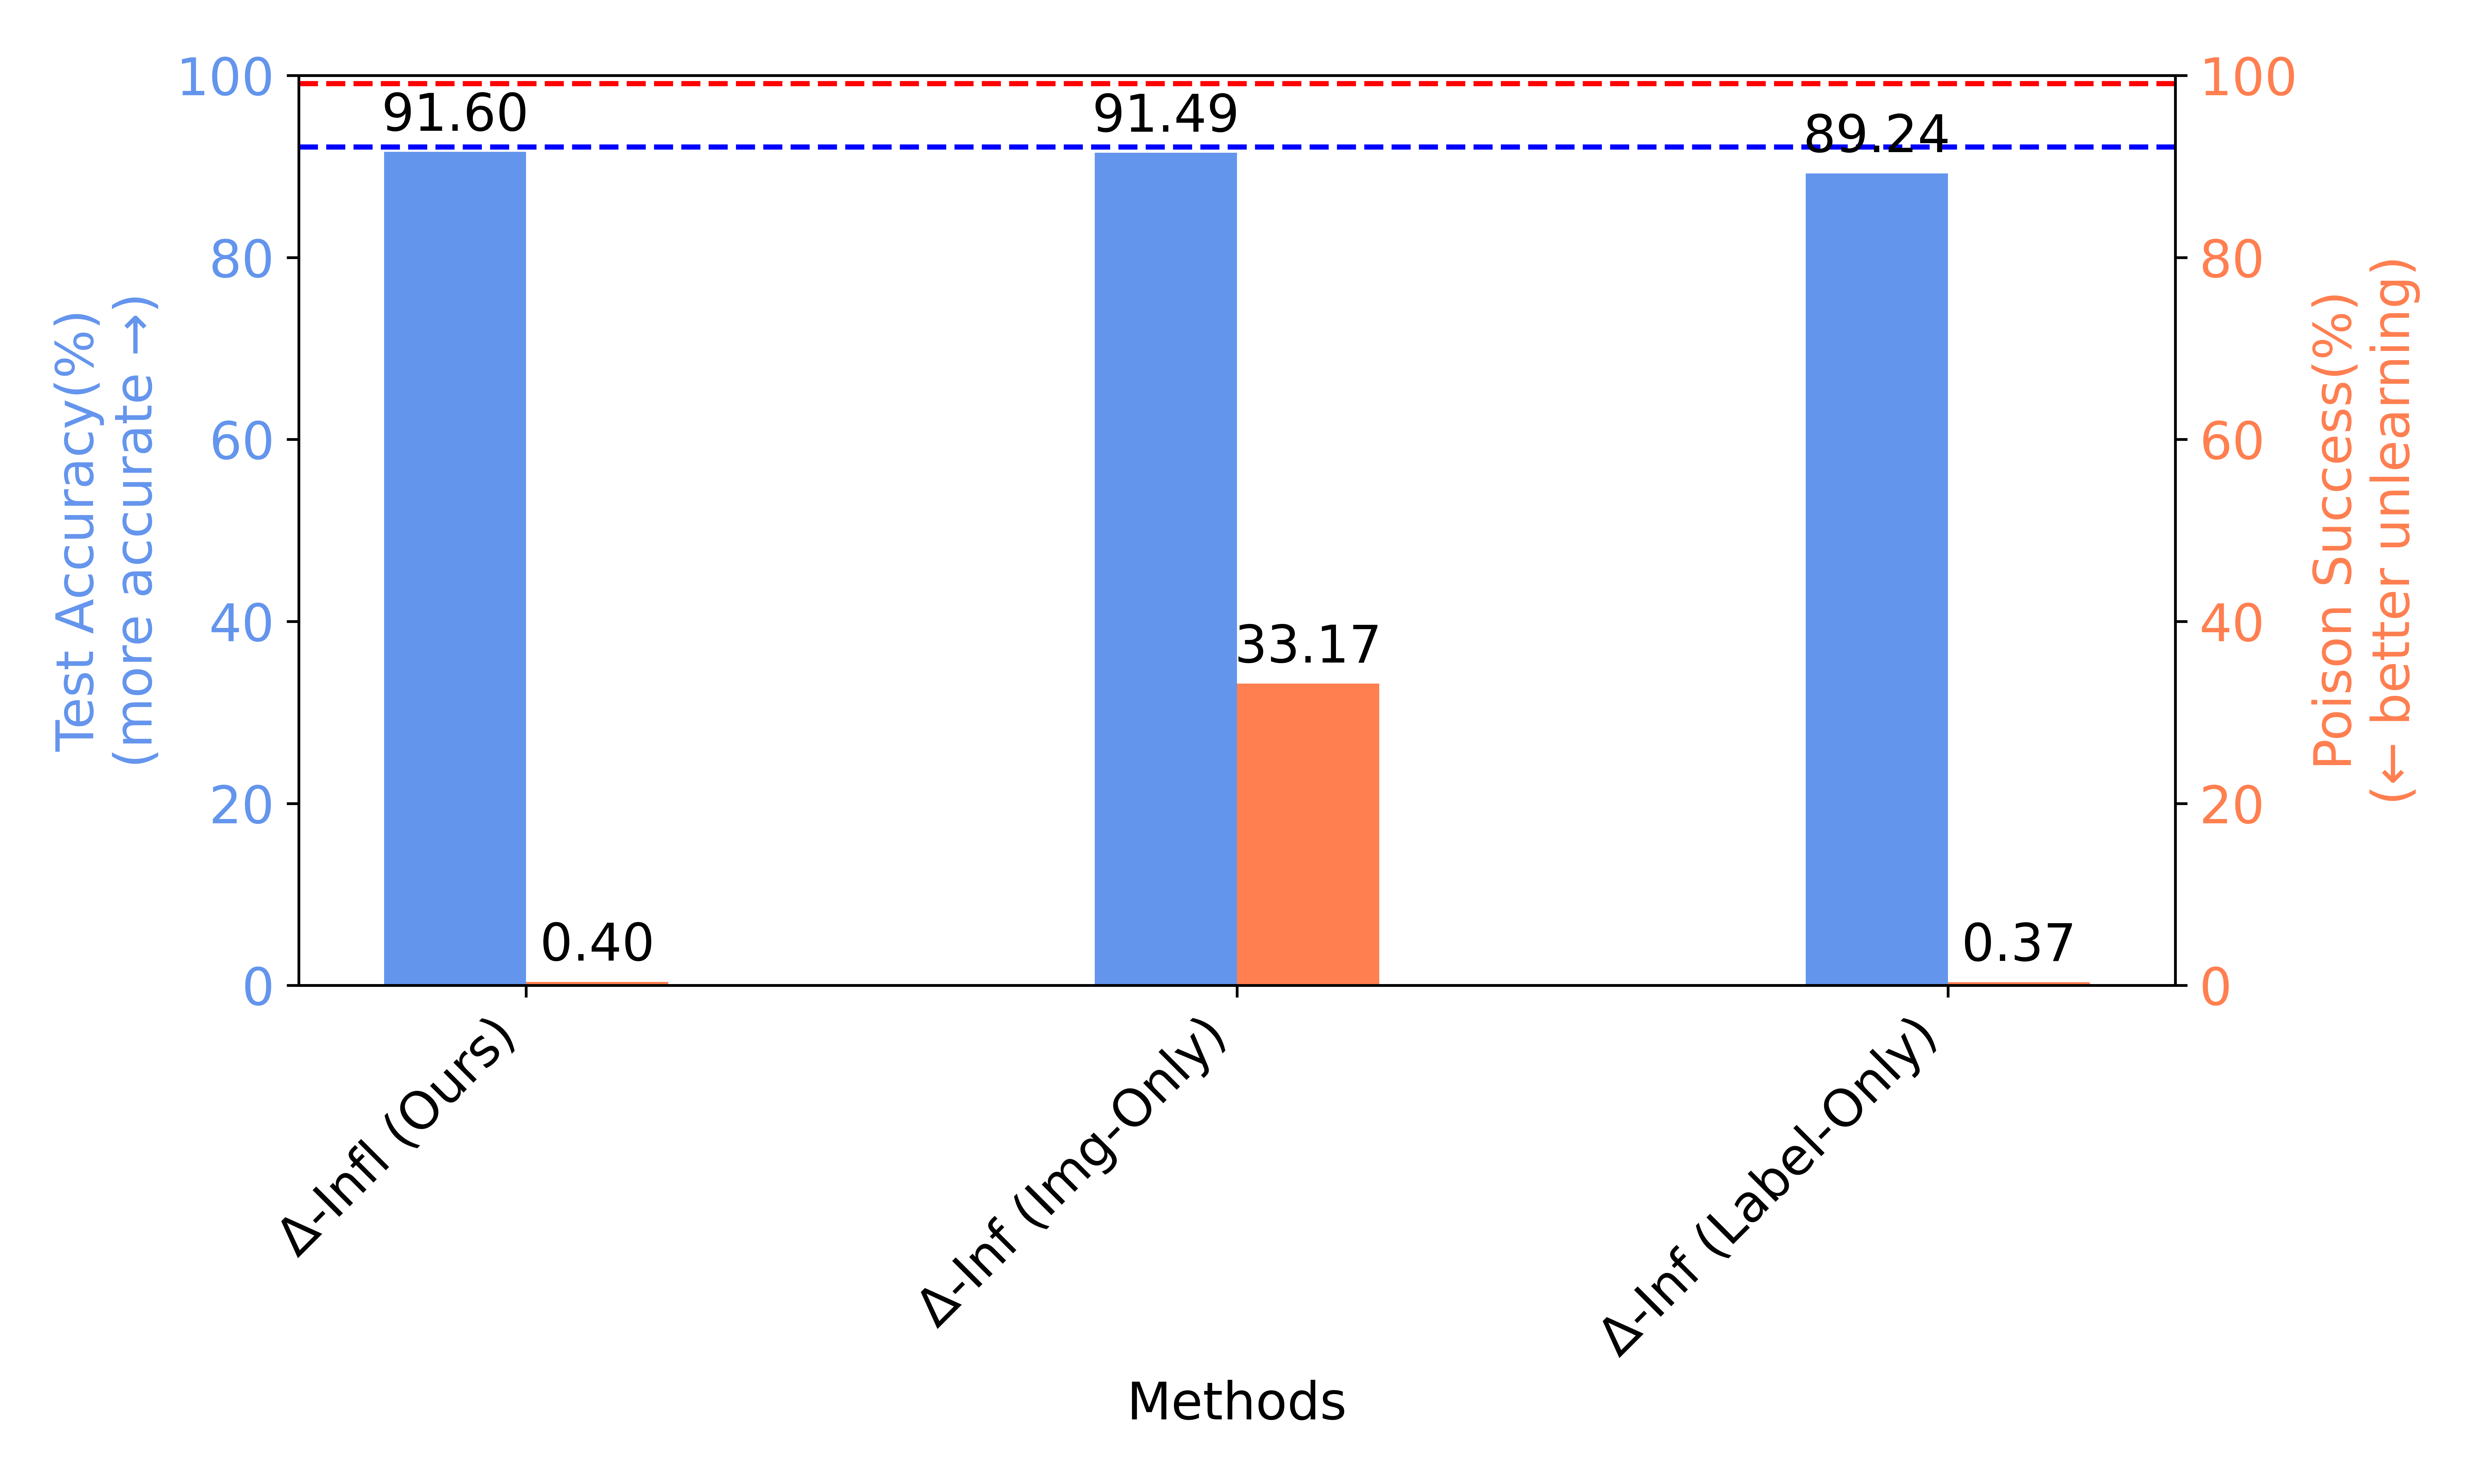 Test Accuracy(%)
(more accurate →)
100
80
60
40
20
0
91.60
0.40
91.49
33.17
89.24
0.37
100
80
60
40
20
0
Poison Success(%)
(← better unlearning)
Δ-Infl (Ours)
Δ-Inf (Img-Only)
Δ-Inf (Label-Only)
Methods